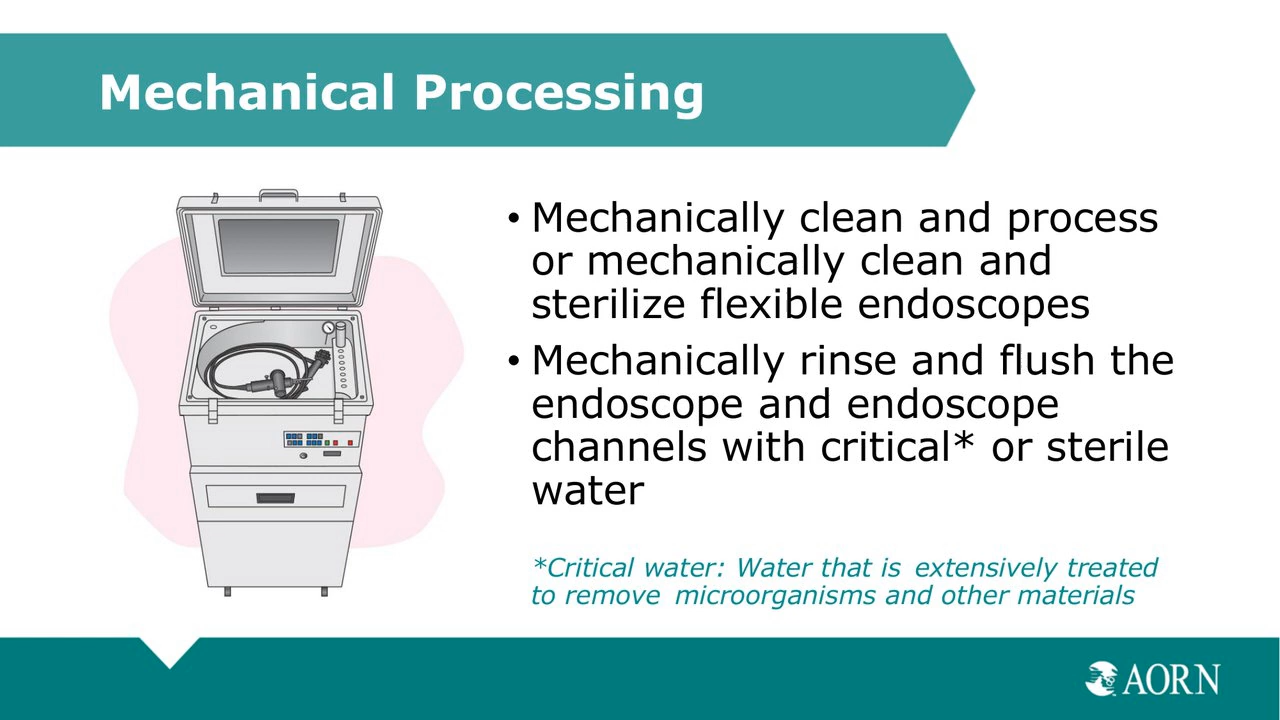 Mechanical Processing
• Mechanically clean and process
or mechanically clean and
sterilize flexible endoscopes
• Mechanically rinse and flush the
endoscope and endoscope
channels with critical* or sterile
water
*Critical water: Water that is extensively treated
to remove microorganisms and other materials
AORN